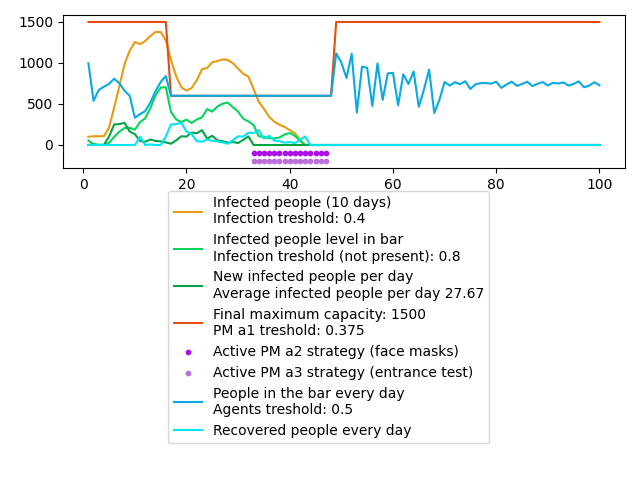 1500
1000
500
0
0 20 40 60 80 100
Infected people (10 days)
Infection treshold: 0.4
Infected people level in bar
Infection treshold (not present): 0.8
New infected people per day
Average infected people per day 27.67
Final maximum capacity: 1500
PM a1 treshold: 0.375
Active PM a2 strategy (face masks)
Active PM a3 strategy (entrance test)
People in the bar every day
Agents treshold: 0.5
Recovered people every day